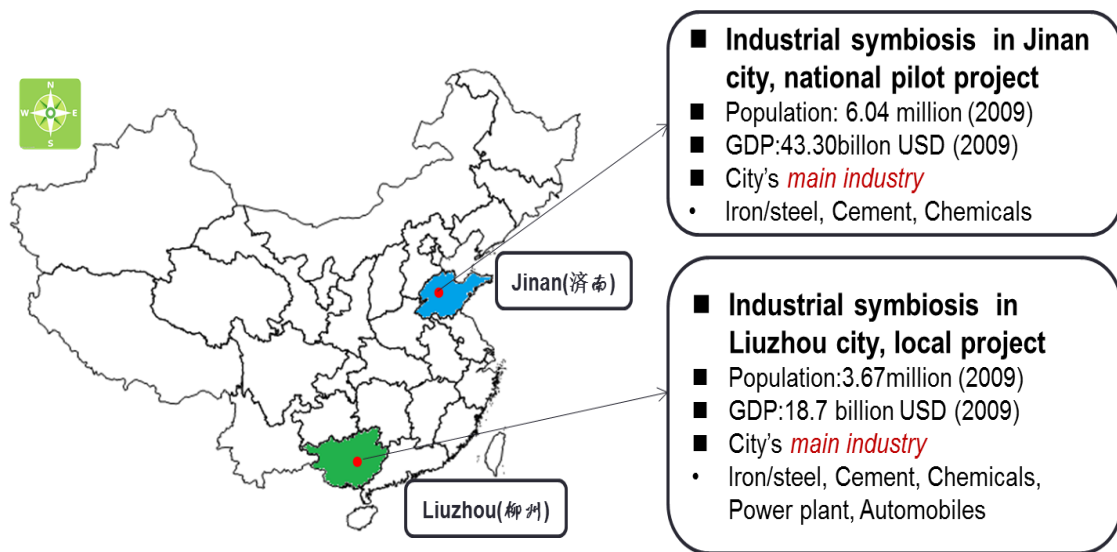 N
W E
S
■ Industrial symbiosis in Jinan
city, national pilot project
■ Population: 6.04 million (2009)
■ GDP:43.30billon USD (2009)
■ City's main industry
• Iron/steel, Cement, Chemicals
Jinan(济南)
■ Industrial symbiosis in
Liuzhou city, local project
■ Population:3.67million (2009)
■ GDP:18.7 billion USD (2009)
■ City's main industry
• Iron/steel, Cement, Chemicals,
Power plant, Automobiles
Liuzhou(柳州)